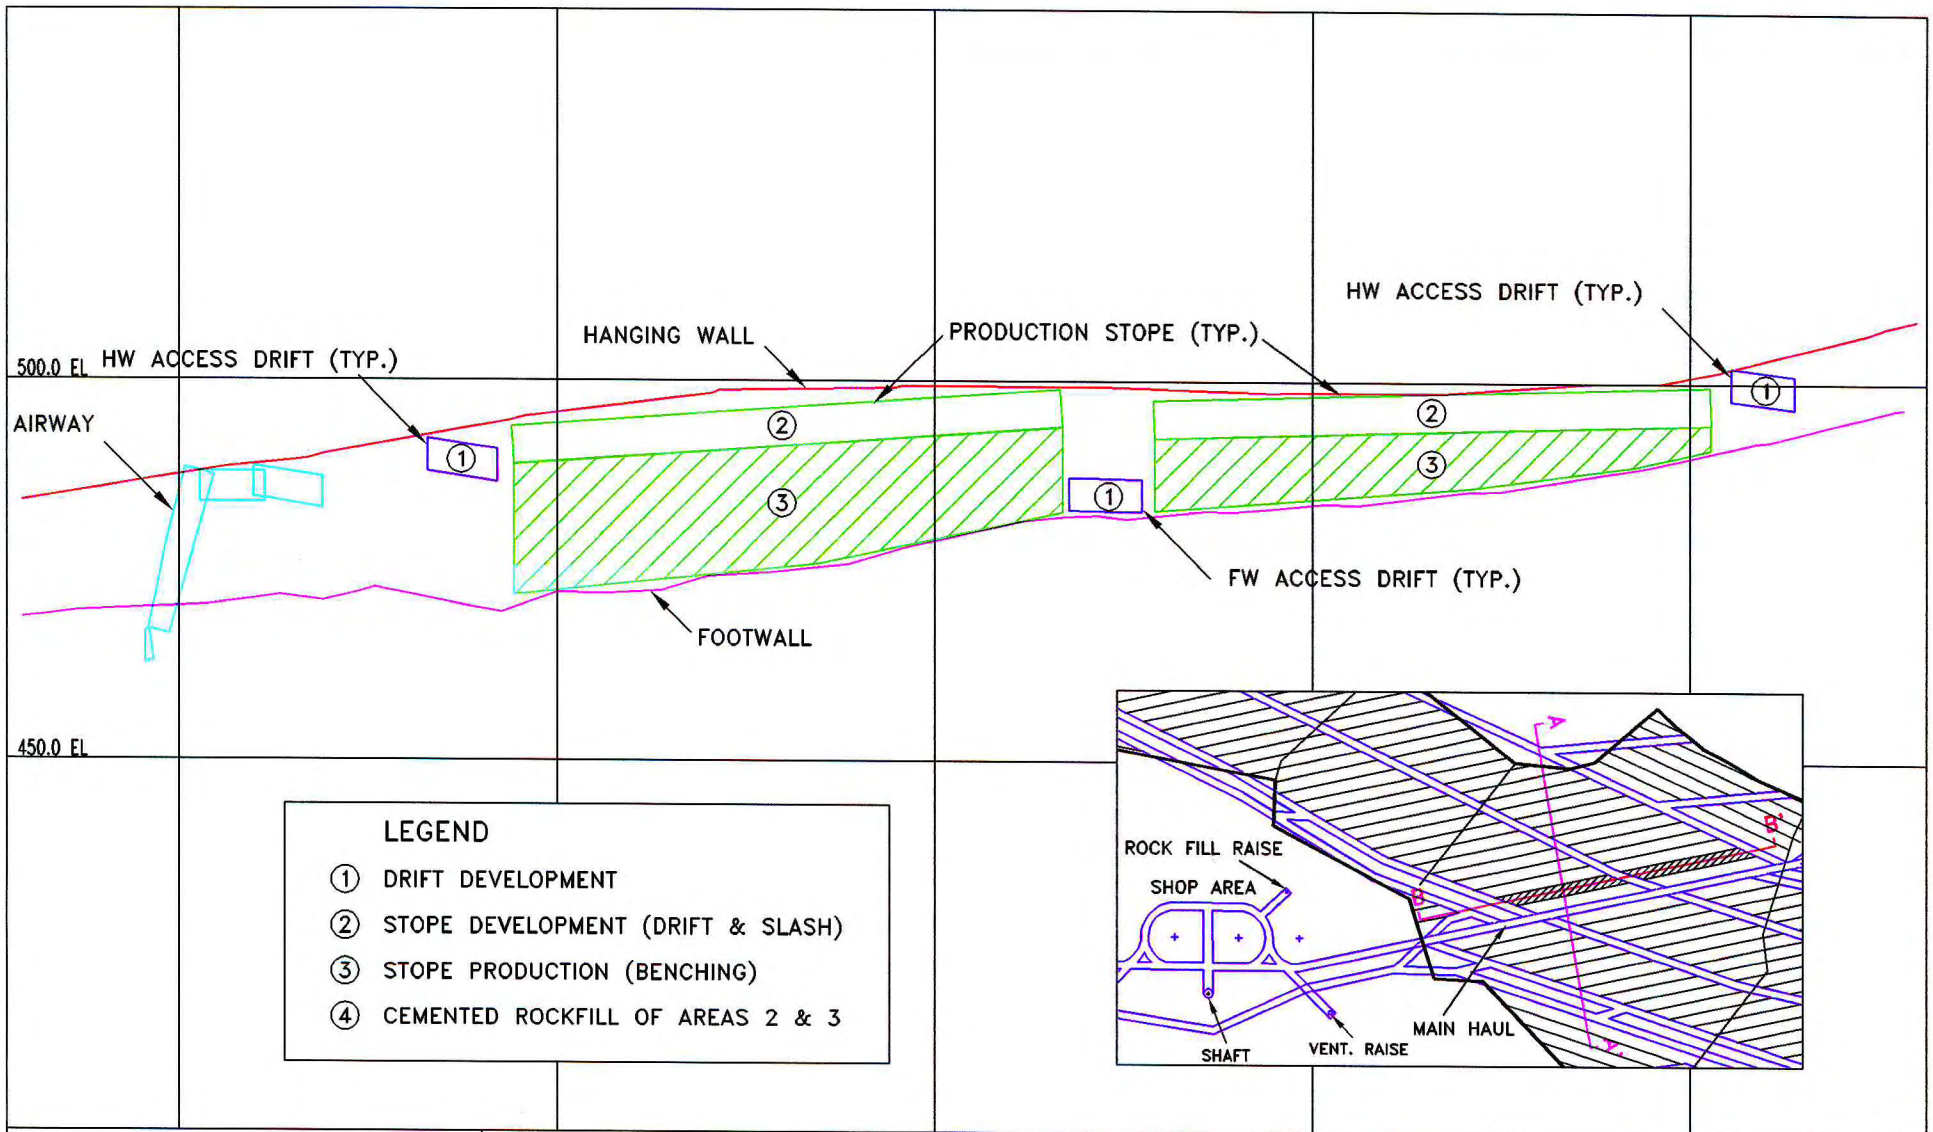 HW ACCESS DRIFT (TYP.)
HANGING WALL
PRODUCTION STOPE (TYP.)
500.0 EL
HW ACCESS DRIFT (TYP.)
1
AIRWAY
2
2
1
3
3
1
FW ACCESS DRIFT (TYP.)
FOOTWALL
450.0 EL
LEGEND
1 DRIFT DEVELOPMENT
2 STOPE DEVELOPMENT (DRIFT & SLASH)
3 STOPE PRODUCTION (BENCHING)
4 CEMENTED ROCKFILL OF AREAS 2 & 3
A
B'
ROCK FILL RAISE
SHOP AREA
B
MAIN HAUL
A'
SHAFT
VENT. RAISE